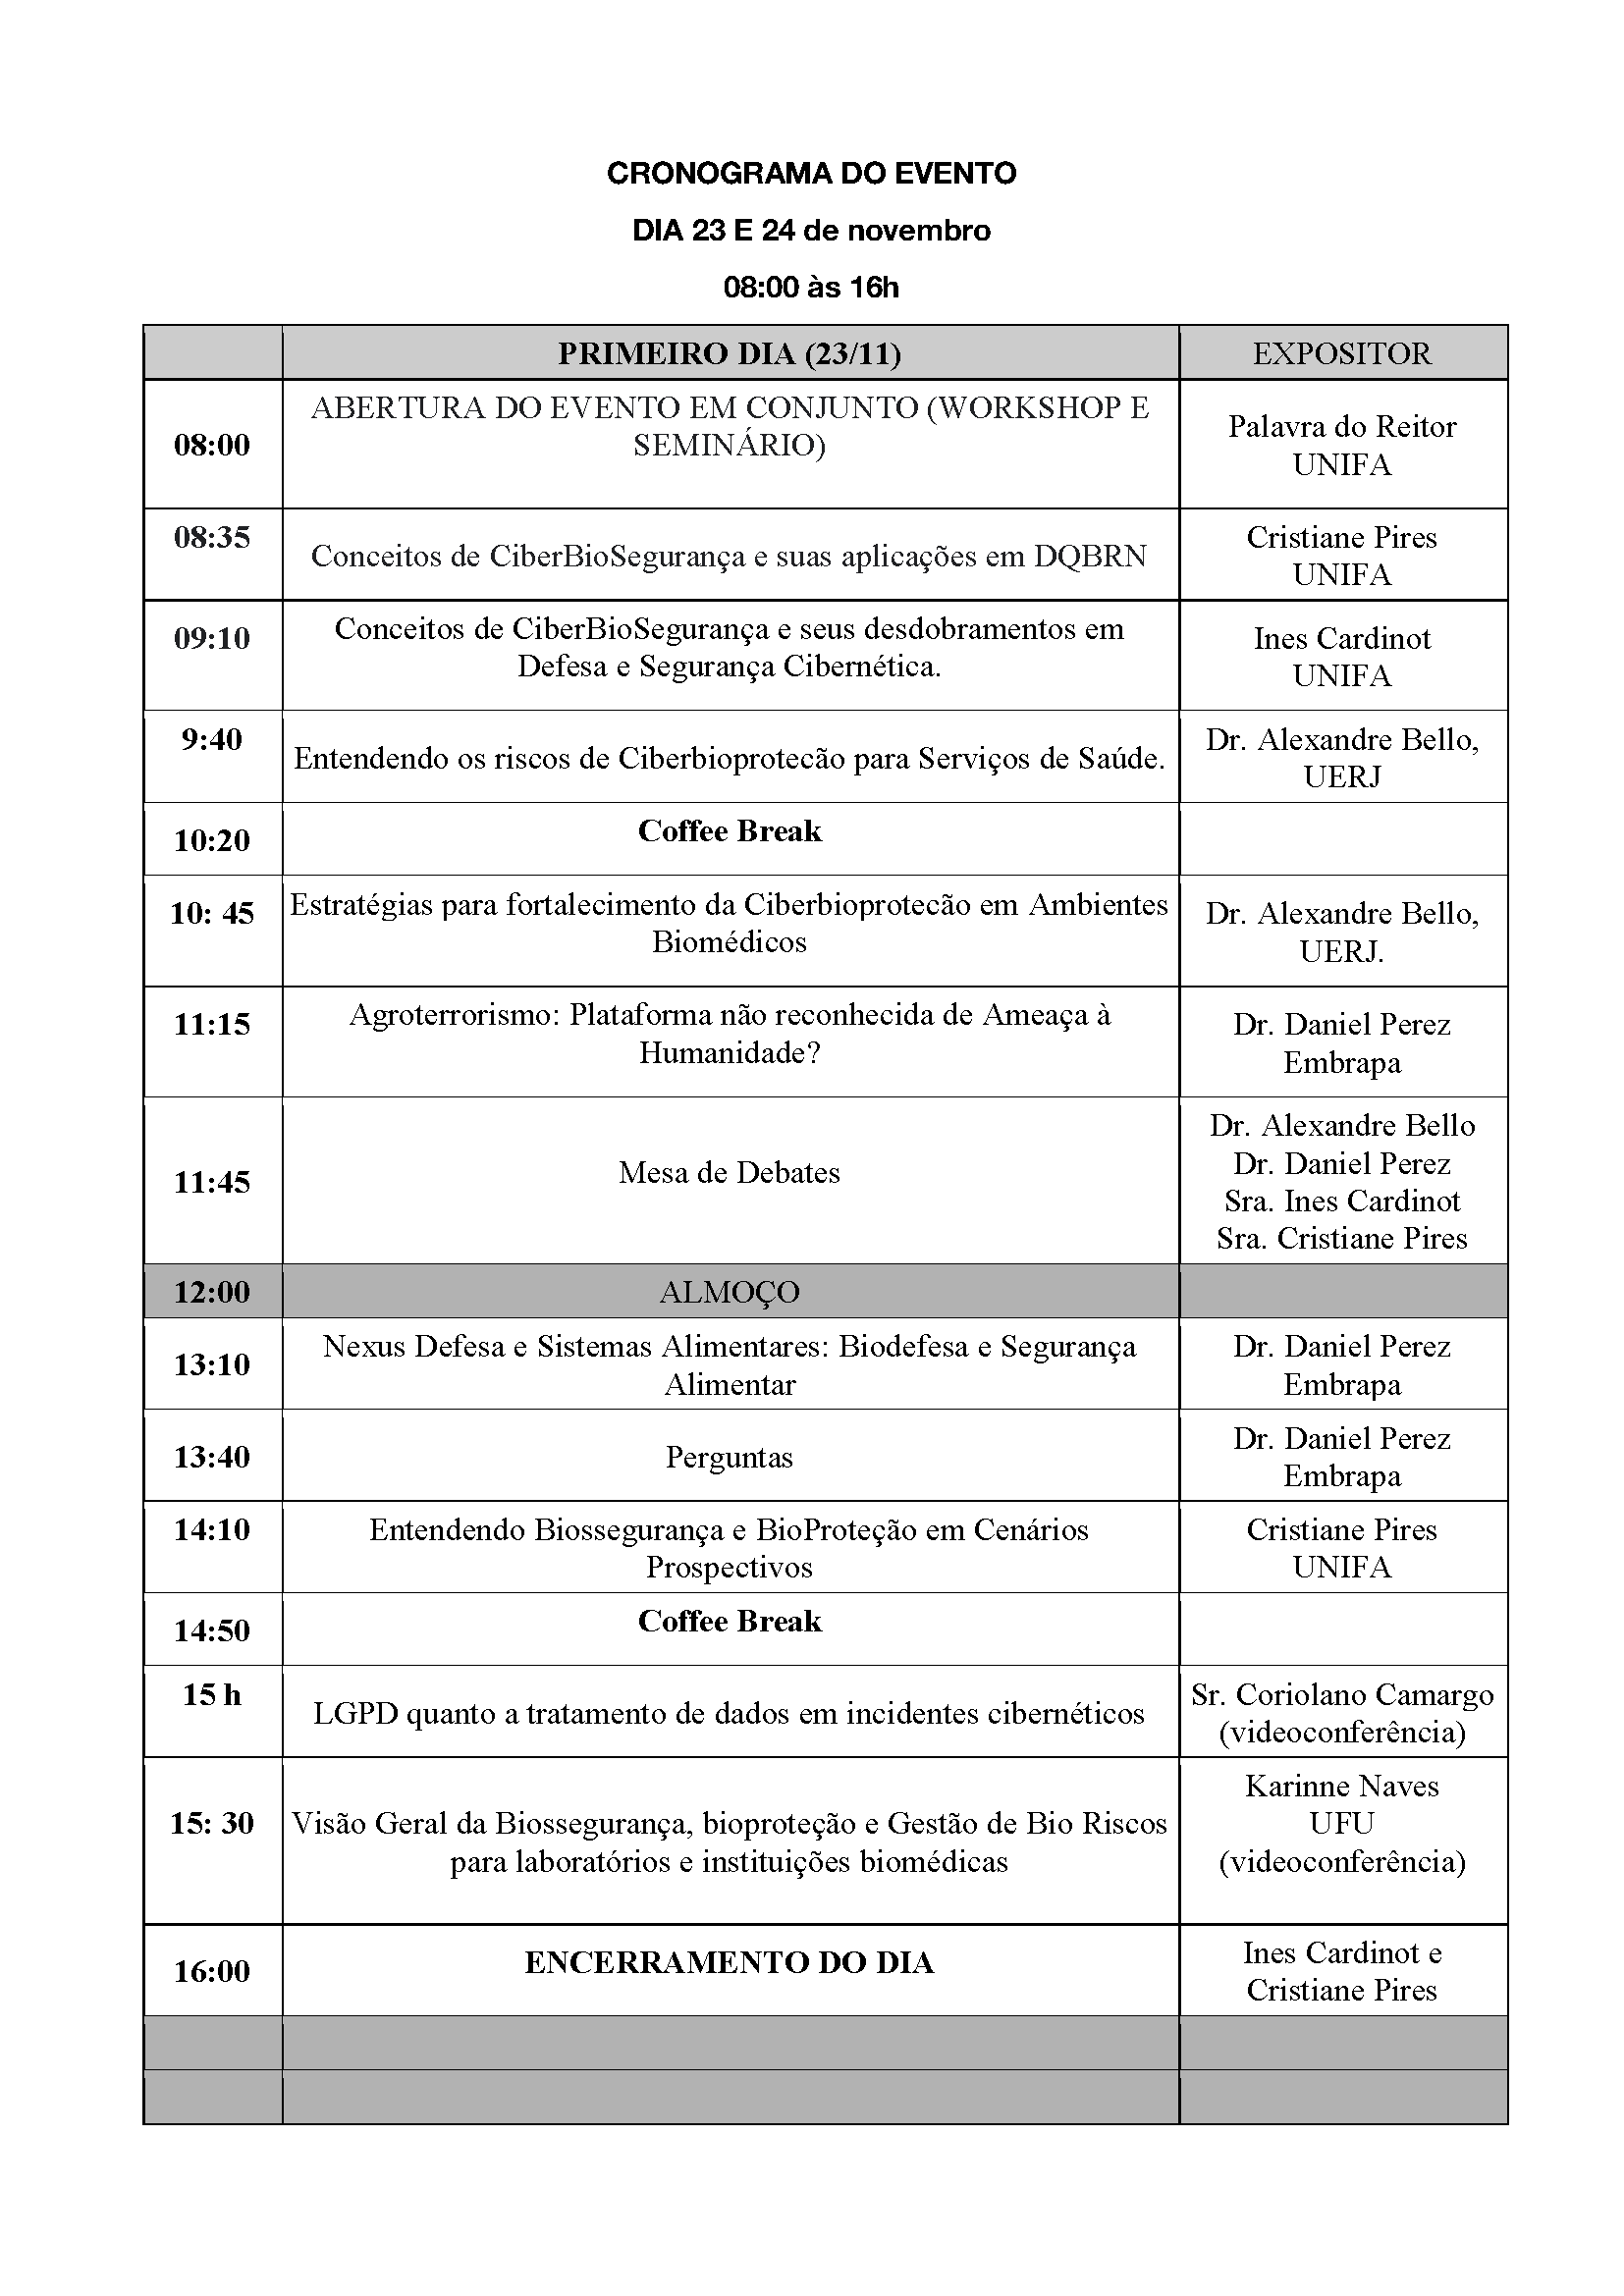 CRONOGRAMA DO EVENTO
DIA 23 E 24 de novembro
08:00 às 16h
PRIMEIRO DIA (23/11)
EXPOSITOR
08:00
ABERTURA DO EVENTO EM CONJUNTO (WORKSHOP E
SEMINÁRIO)
Palavra do Reitor
UNIFA
08:35
Conceitos de CiberBioSegurança e suas aplicações em DQBRN
Cristiane Pires
UNIFA
09:10
Conceitos de CiberBioSegurança e seus desdobramentos em
Defesa e Segurança Cibernética.
Ines Cardinot
UNIFA
9:40
Entendendo os riscos de Ciberbioprotecão para Serviços de Saúde.
Dr. Alexandre Bello,
UERJ
10:20
Coffee Break
10: 45
Estratégias para fortalecimento da Ciberbioprotecão em Ambientes
Biomédicos
Dr. Alexandre Bello,
UERJ.
11:15
Agroterrorismo: Plataforma não reconhecida de Ameaça à
Humanidade?
Dr. Daniel Perez
Embrapa
11:45
Mesa de Debates
Dr. Alexandre Bello
Dr. Daniel Perez
Sra. Ines Cardinot
Sra. Cristiane Pires
12:00
ALMOÇO
13:10
Nexus Defesa e Sistemas Alimentares: Biodefesa e Segurança
Alimentar
Dr. Daniel Perez
Embrapa
13:40
Perguntas
Dr. Daniel Perez
Embrapa
14:10
Entendendo Biossegurança e BioProteção em Cenários
Prospectivos
Cristiane Pires
UNIFA
14:50
Coffee Break
15 h
LGPD quanto a tratamento de dados em incidentes cibernéticos
Sr. Coriolano Camargo
(videoconferência)
15: 30
Visão Geral da Biossegurança, bioproteção e Gestão de Bio Riscos
para laboratórios e instituições biomédicas
Karinne Naves
UFU
(videoconferência)
16:00
ENCERRAMENTO DO DIA
Ines Cardinot e
Cristiane Pires